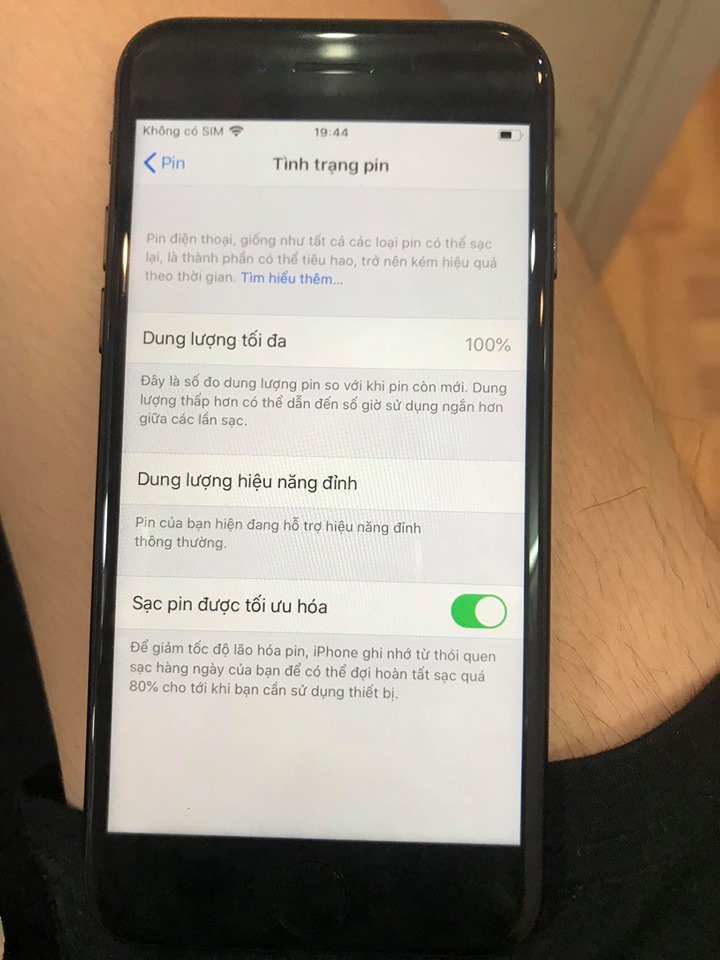 Không có SIM 19:44
Pin Tình trạng pin
Pin điện thoại, giống như tất cả các loại pin có thể sạc
lại, là thành phần có thể tiêu hao, trở nên kém hiệu quả
theo thời gian. Tìm hiểu thêm...
Dung lượng tối đa 100%
Đây là số đo dung lượng pin so với khi pin còn mới. Dung
lượng thấp hơn có thể dẫn đến số giờ sử dụng ngắn hơn
giữa các lần sạc.
Dung lượng hiệu năng đỉnh
Pin của bạn hiện đang hỗ trợ hiệu năng đỉnh
thông thường.
Sạc pin được tối ưu hóa
Để giảm tốc độ lão hóa pin, iPhone ghi nhớ từ thói quen
sạc hàng ngày của bạn để có thể đợi hoàn tất sạc quá
80% cho tới khi bạn cần sử dụng thiết bị.